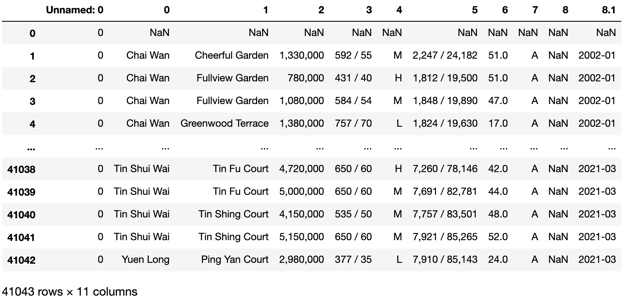 Unnamed: 0 0 1 2 3 4 5 6 7 8 8.1
0 0 NaN NaN NaN NaN NaN NaN NaN NaN NaN NaN
1 0 Chai Wan Cheerful Garden 1,330,000 592 / 55 M 2,247 / 24,182 51.0 A NaN 2002-01
2 0 Chai Wan Fullview Garden 780,000 431 / 40 H 1,812 / 19,500 51.0 A NaN 2002-01
3 0 Chai Wan Fullview Garden 1,080,000 584 / 54 M 1,848 / 19,890 47.0 A NaN 2002-01
4 0 Chai Wan Greenwood Terrace 1,380,000 757 / 70 L 1,824 / 19,630 17.0 A NaN 2002-01
... ... ... ... ... ... ... ... ... ... ... ...
41038 0 Tin Shui Wai Tin Fu Court 4,720,000 650 / 60 H 7,260 / 78,146 42.0 A NaN 2021-03
41039 0 Tin Shui Wai Tin Fu Court 5,000,000 650 / 60 M 7,691 / 82,781 44.0 A NaN 2021-03
41040 0 Tin Shui Wai Tin Shing Court 4,150,000 535 / 50 M 7,757 / 83,501 48.0 A NaN 2021-03
41041 0 Tin Shui Wai Tin Shing Court 5,150,000 650 / 60 M 7,921 / 85,265 52.0 A NaN 2021-03
41042 0 Yuen Long Ping Yan Court 2,980,000 377 / 35 L 7,910 / 85,143 24.0 A NaN 2021-03
41043 rows × 11 columns